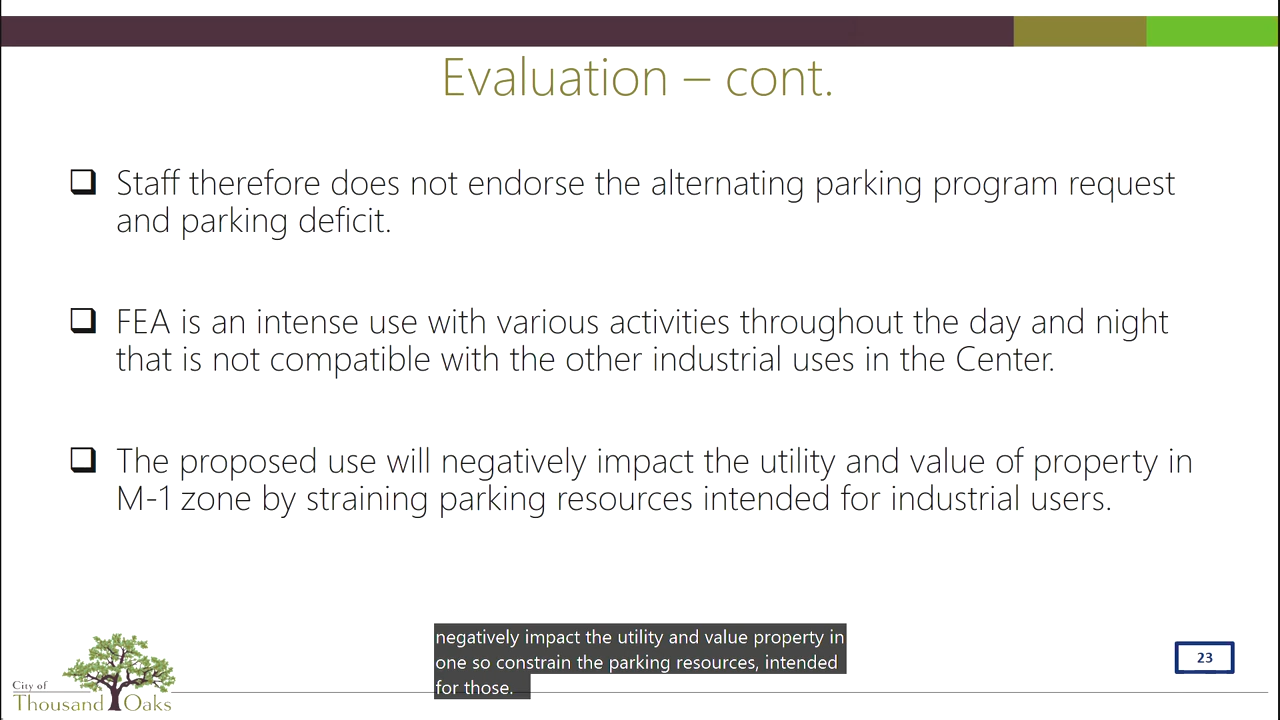 Evaluation – cont.
Staff therefore does not endorse the alternating parking program request
and parking deficit.
FEA is an intense use with various activities throughout the day and night
that is not compatible with the other industrial uses in the Center.
The proposed use will negatively impact the utility and value of property in
M-1 zone by straining parking resources intended for industrial users.
negatively impact the utility and value property in
one so constrain the parking resources, intended
for those.
City of
Thousand Oaks
23